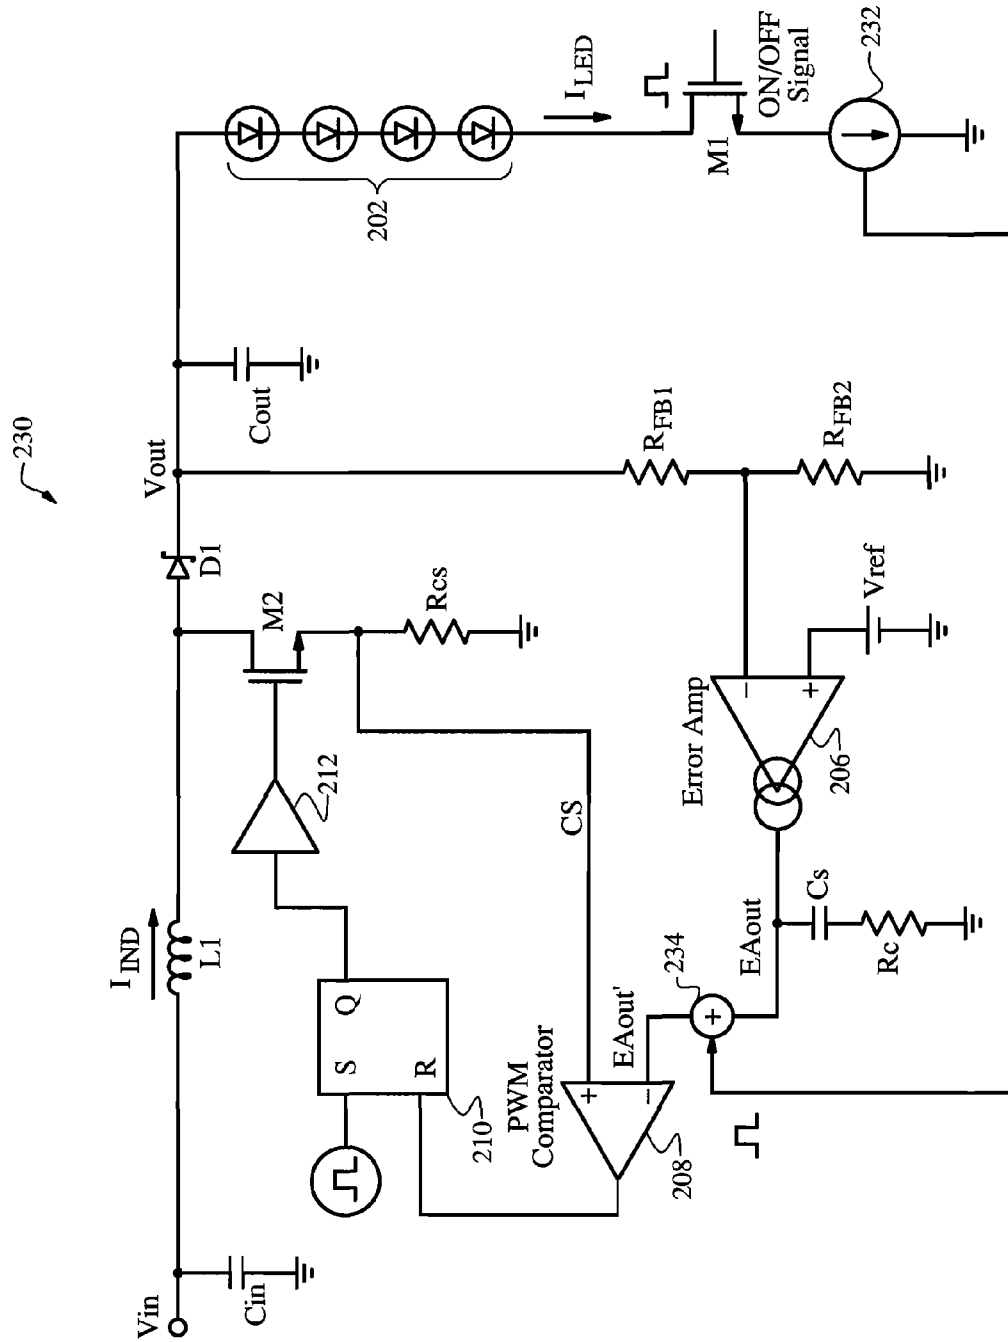 230
Vin
Cin
I_IND
L1
D1
Vout
Cout
202
I_LED
M1
ON/OFF
Signal
232
M2
Rcs
212
S
Q
R
210
CS
PWM
Comparator
+
−
208
EAout'
+
234
EAout
Cs
Rc
Error Amp
−
+
206
Vref
R_FB1
R_FB2